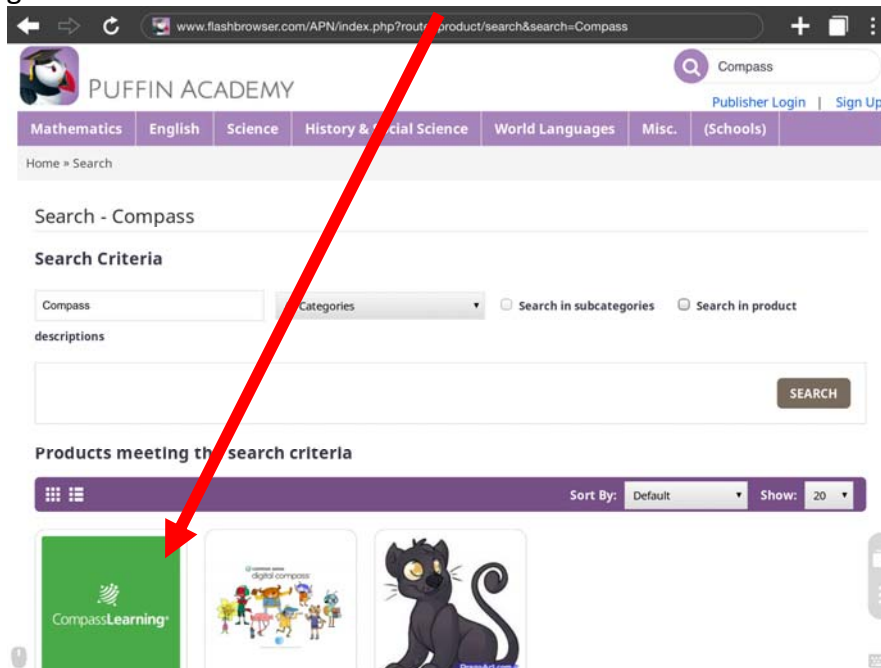 www.flashbrowser.com/APN/index.php?route product/search&search=Compass
PUFFIN ACADEMY
Compass
Publisher Login | Sign Up
Mathematics English Science History & Social Science World Languages Misc. (Schools)
Home » Search
Search - Compass
Search Criteria
Compass Categories Search in subcategories Search in product
descriptions
SEARCH
Products meeting the search criteria
Sort By: Default Show: 20
CompassLearning
common sense
digital compass